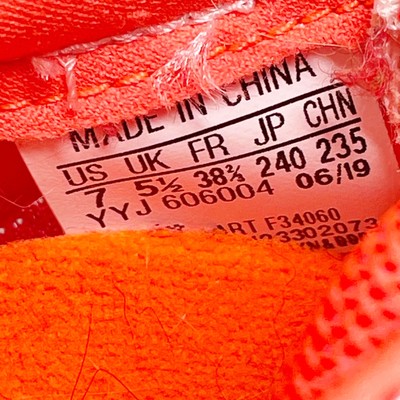 MADE IN CHINA
US UK FR JP CHN
7 5½ 38⅔ 240 235
YYJ 606004 06/19
ART F34060